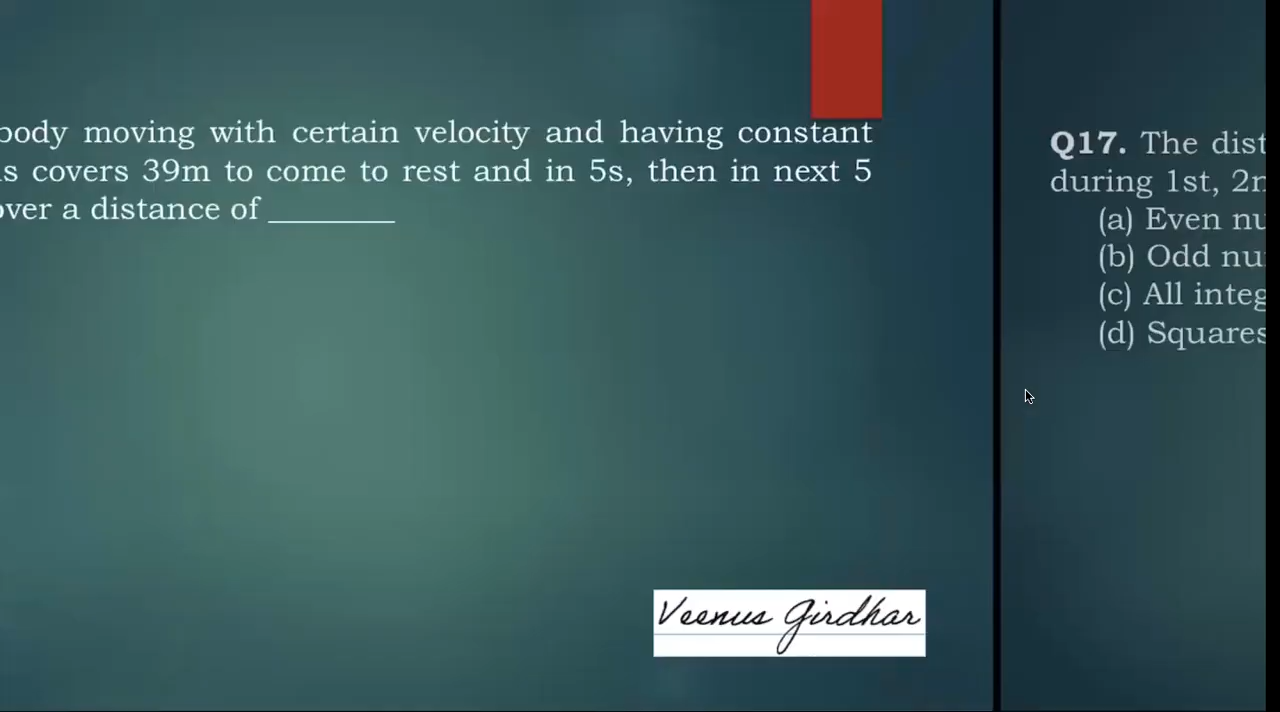 body moving with certain velocity and having constant
covers 39m to come to rest and in 5s, then in next 5
a distance of ________
Q17. The dist
during 1st, 2n
(a) Even nu
(b) Odd nu
(c) All integ
(d) Squares
Veenus Girdhar